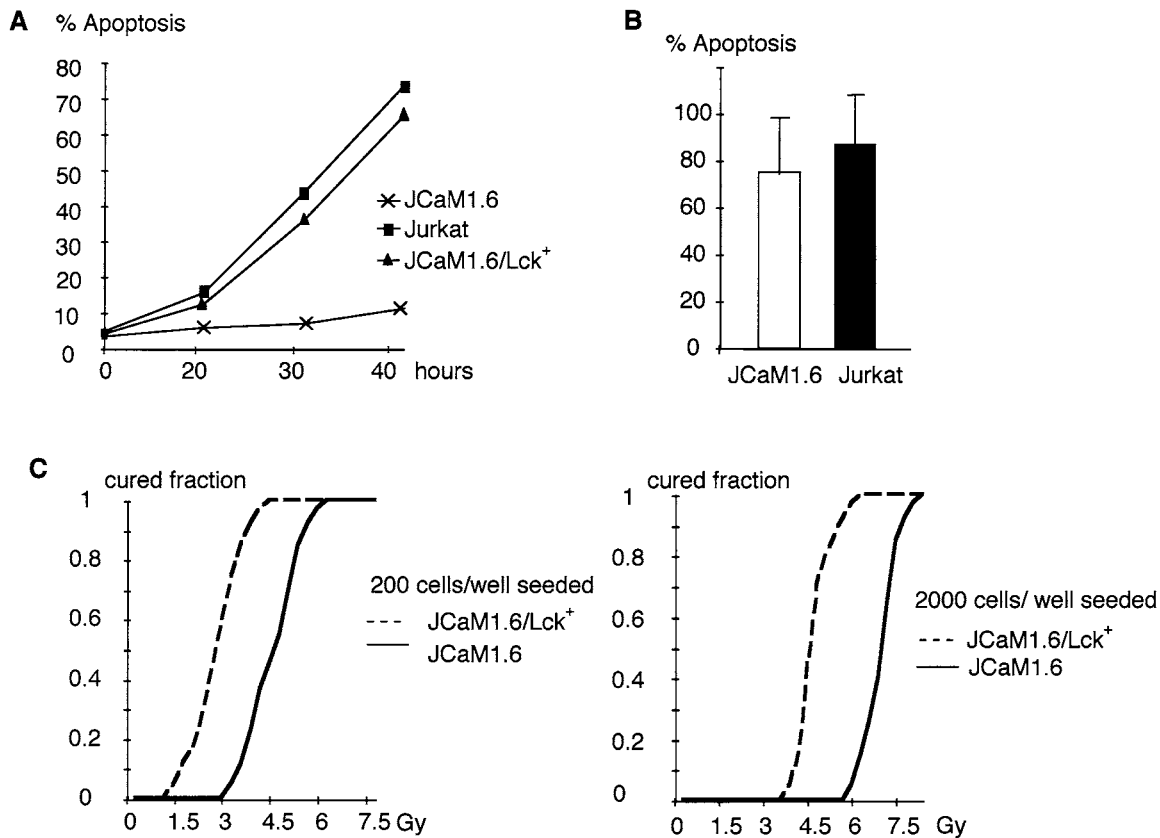 A
% Apoptosis
80
70
60
50
40
30
20
10
0
0 20 30 40 hours
JCaM1.6
Jurkat
JCaM1.6/Lck⁺
B
% Apoptosis
100
80
60
40
20
0
JCaM1.6 Jurkat
C
cured fraction
1
0.8
0.6
0.4
0.2
0
0 1.5 3 4.5 6 7.5 Gy
200 cells/well seeded
JCaM1.6/Lck⁺
JCaM1.6
cured fraction
1
0.8
0.6
0.4
0.2
0
0 1.5 3 4.5 6 7.5 Gy
2000 cells/ well seeded
JCaM1.6/Lck⁺
JCaM1.6